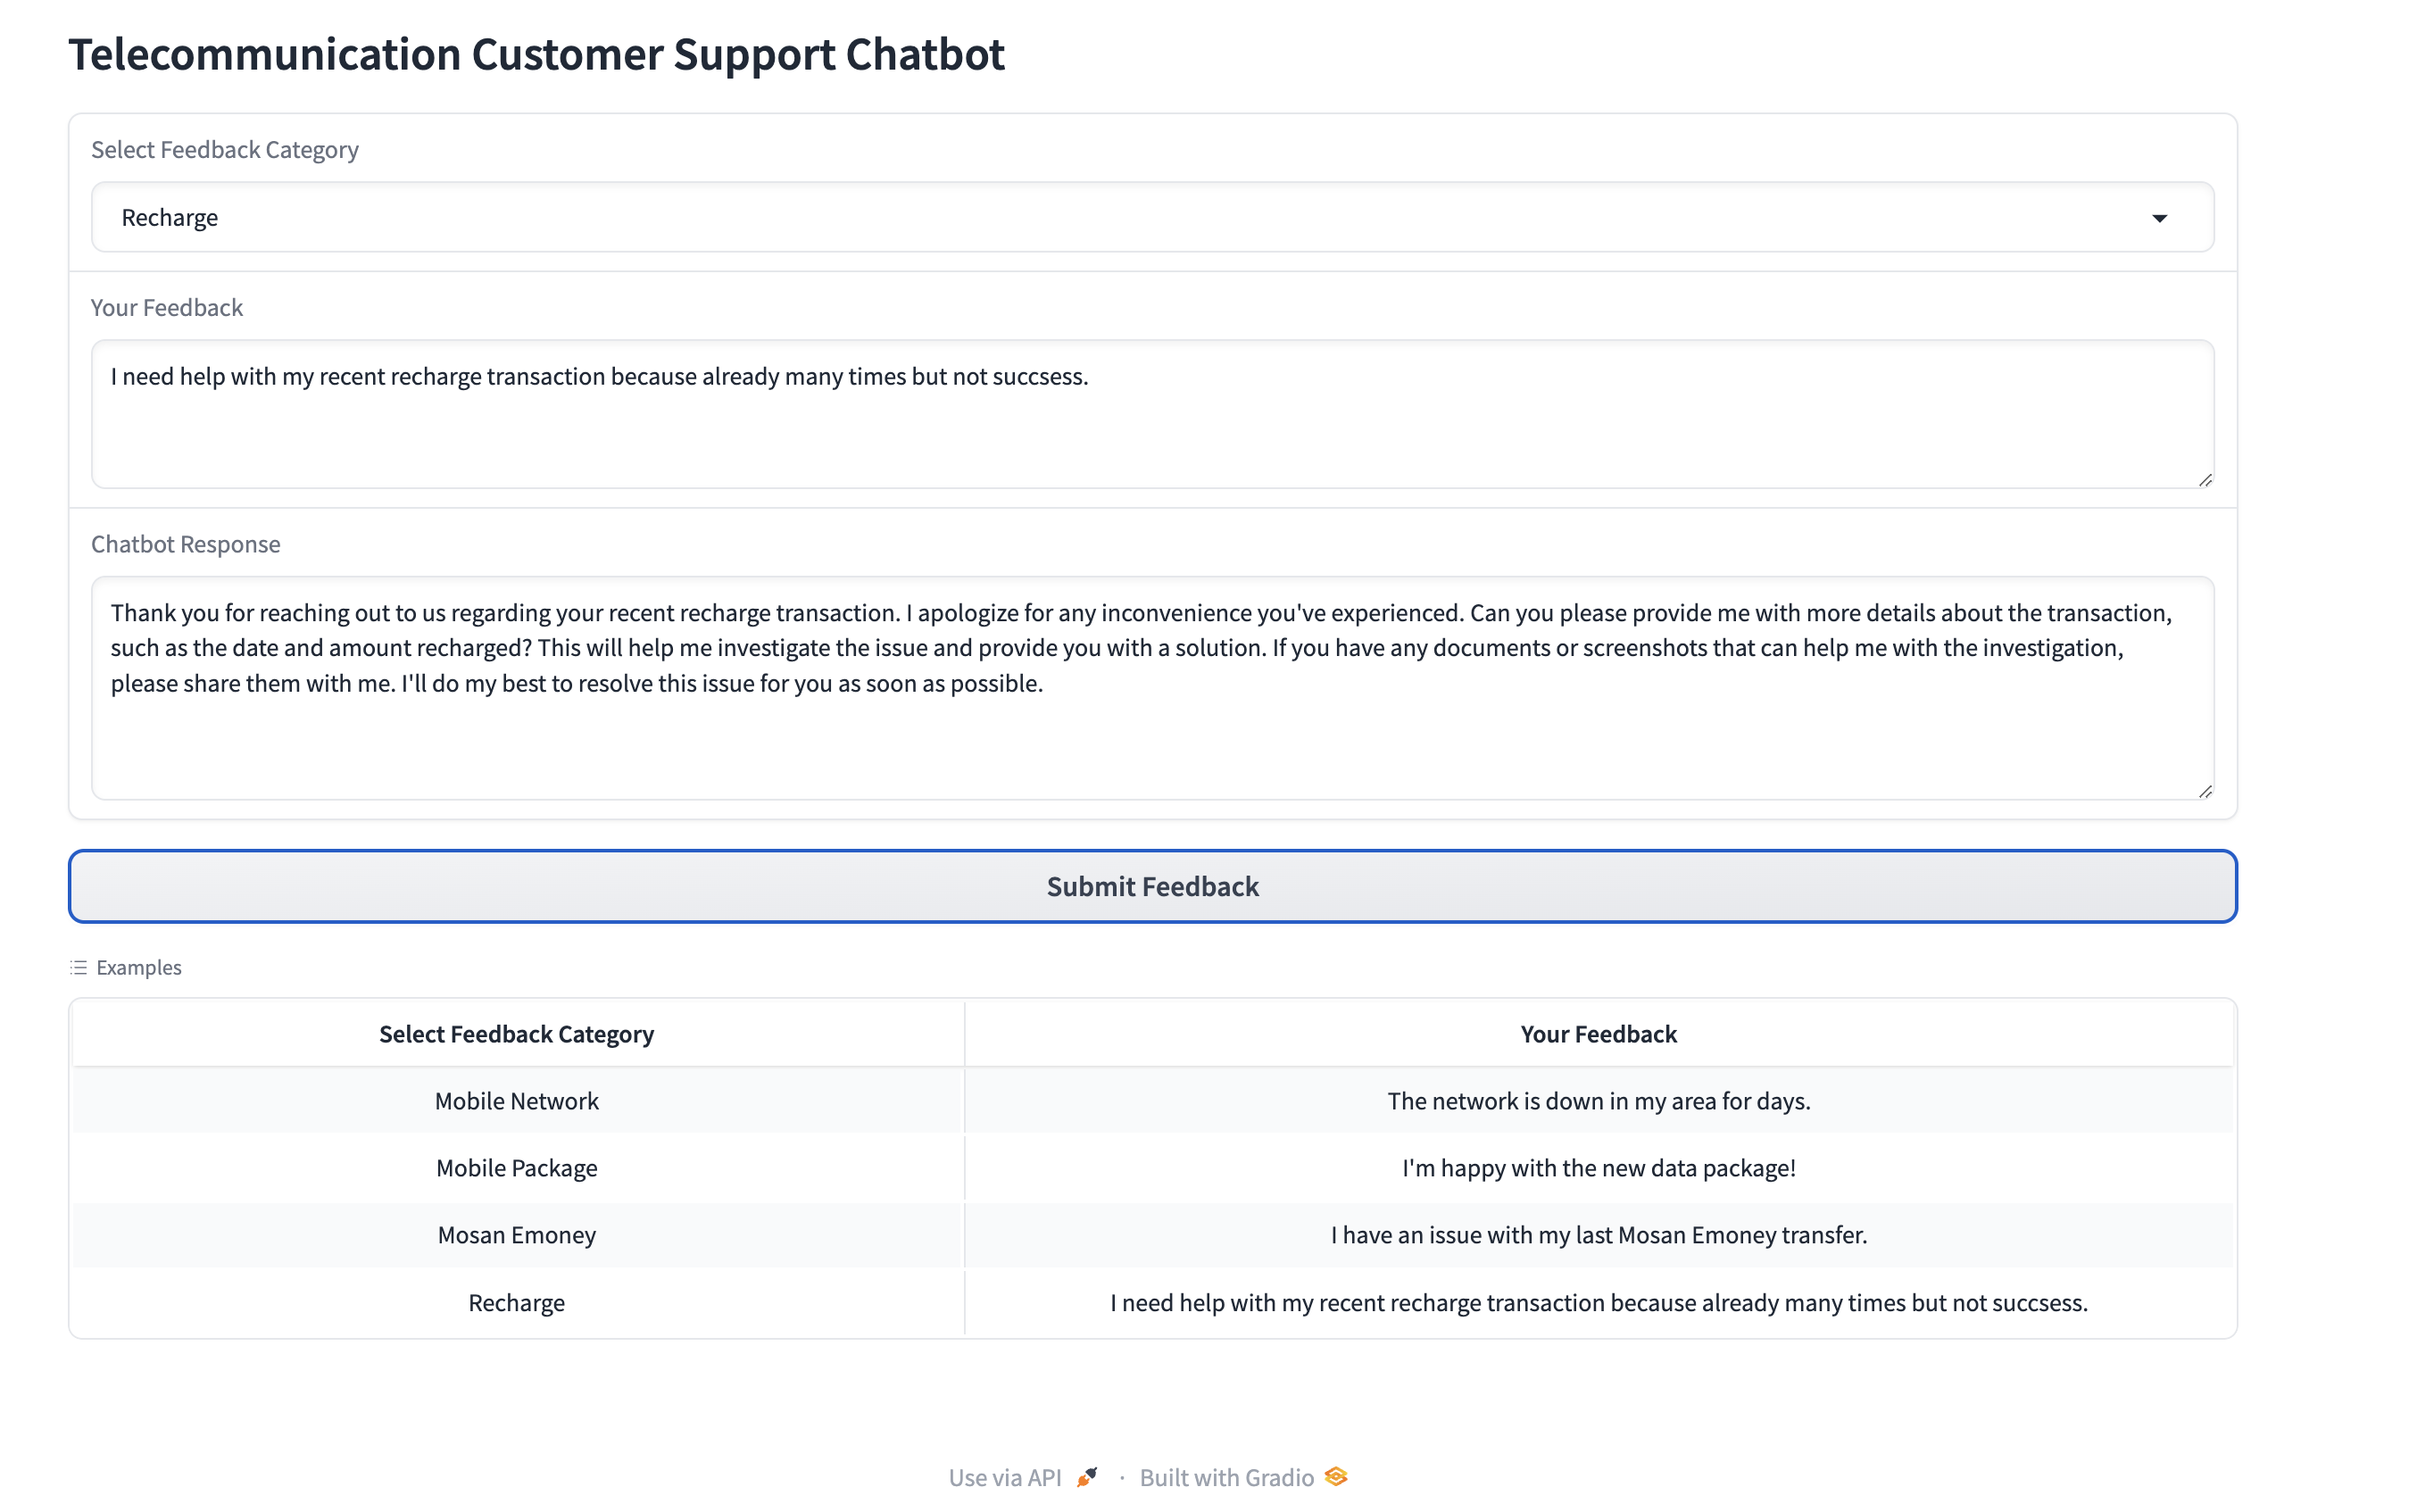 Telecommunication Customer Support Chatbot
Select Feedback Category
Recharge
Your Feedback
I need help with my recent recharge transaction because already many times but not succsess.
Chatbot Response
Thank you for reaching out to us regarding your recent recharge transaction. I apologize for any inconvenience you've experienced. Can you please provide me with more details about the transaction,
such as the date and amount recharged? This will help me investigate the issue and provide you with a solution. If you have any documents or screenshots that can help me with the investigation,
please share them with me. I'll do my best to resolve this issue for you as soon as possible.
Submit Feedback
Examples
Select Feedback Category Your Feedback
Mobile Network The network is down in my area for days.
Mobile Package I'm happy with the new data package!
Mosan Emoney I have an issue with my last Mosan Emoney transfer.
Recharge I need help with my recent recharge transaction because already many times but not succsess.
Use via API · Built with Gradio